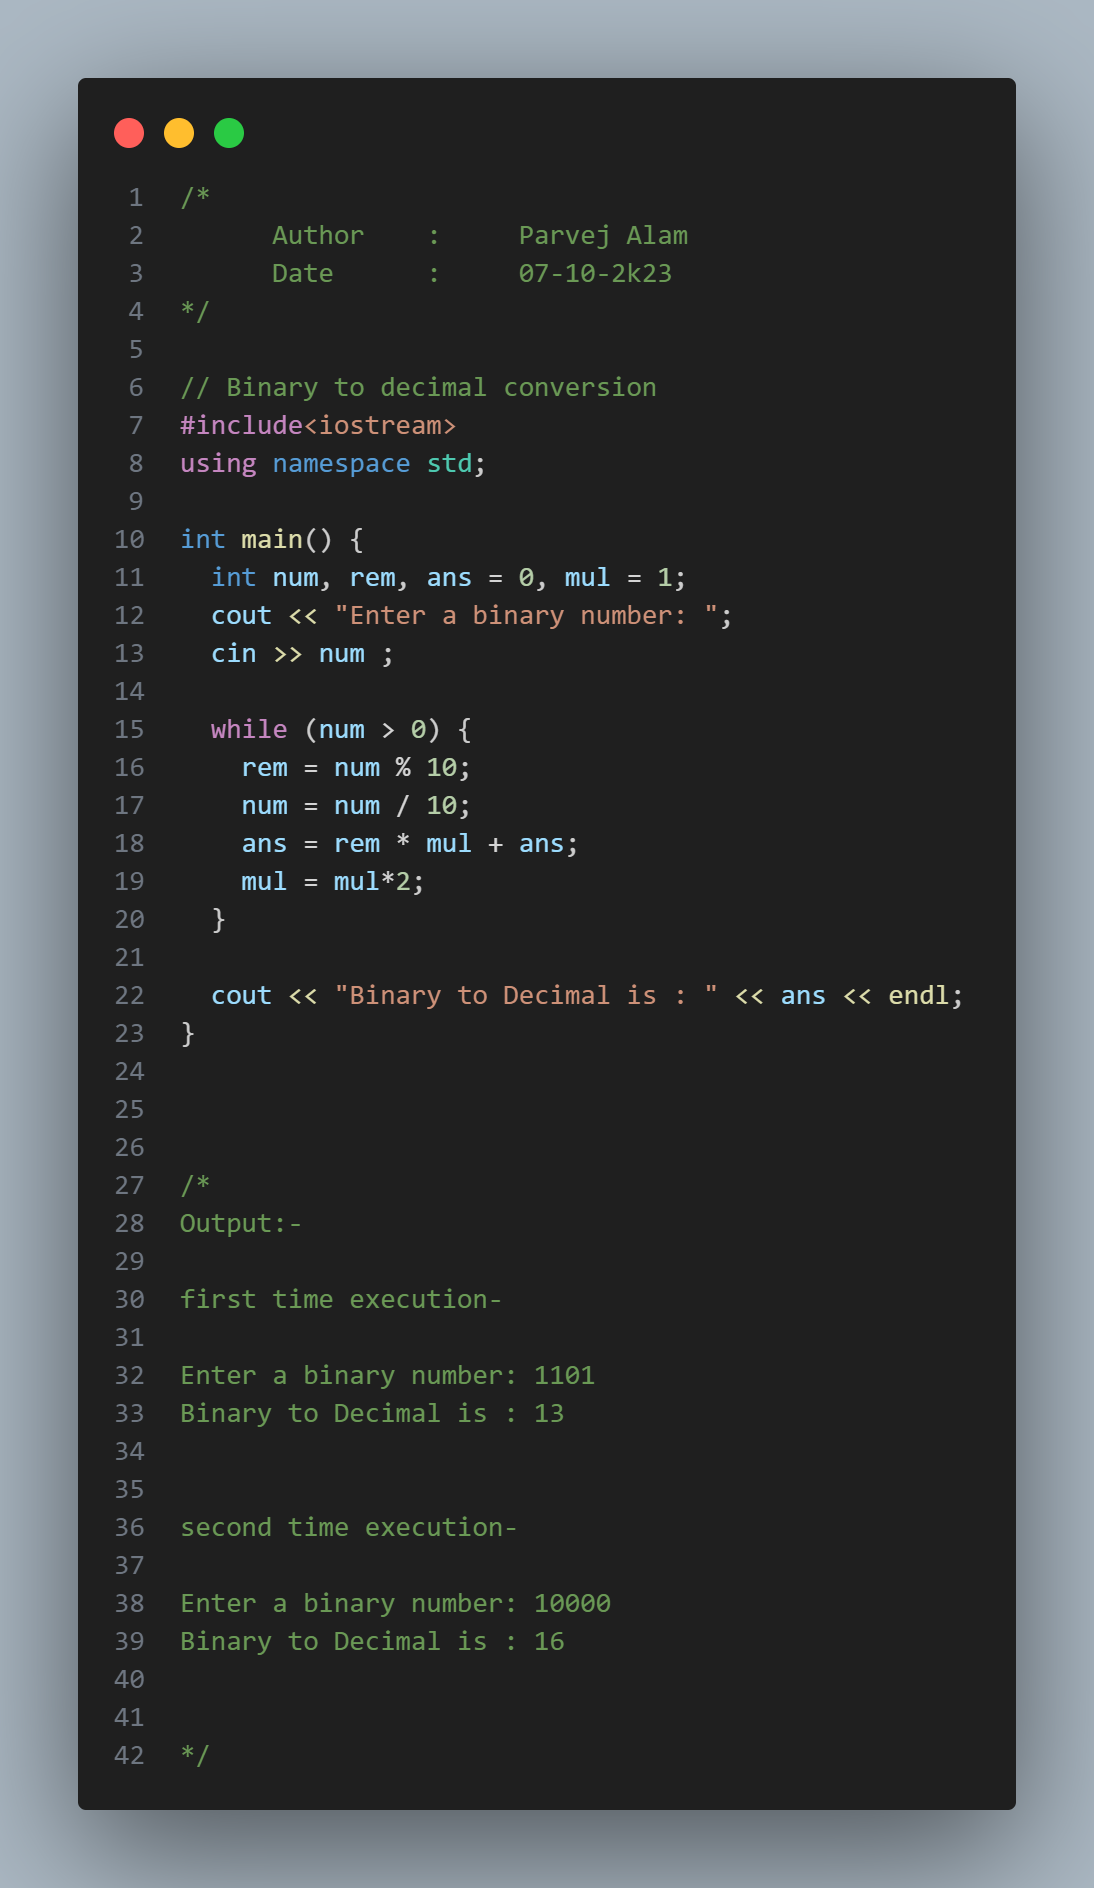 1 /*
2       Author    :     Parvej Alam
3       Date      :     07-10-2k23
4 */
5
6 // Binary to decimal conversion
7 #include<iostream>
8 using namespace std;
9
10 int main() {
11   int num, rem, ans = 0, mul = 1;
12   cout << "Enter a binary number: ";
13   cin >> num ;
14
15   while (num > 0) {
16     rem = num % 10;
17     num = num / 10;
18     ans = rem * mul + ans;
19     mul = mul*2;
20   }
21
22   cout << "Binary to Decimal is : " << ans << endl;
23 }
24
25
26
27 /*
28 Output:-
29
30 first time execution-
31
32 Enter a binary number: 1101
33 Binary to Decimal is : 13
34
35
36 second time execution-
37
38 Enter a binary number: 10000
39 Binary to Decimal is : 16
40
41
42 */